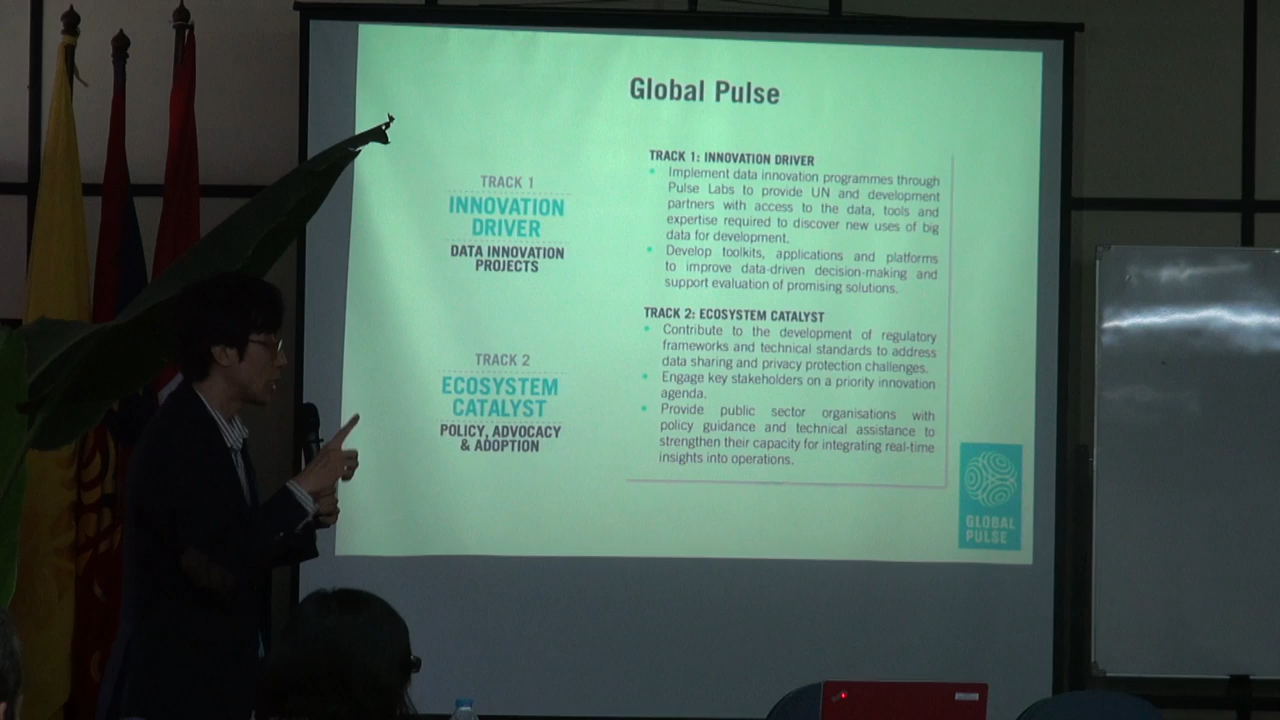 Global Pulse
TRACK 1
INNOVATION
DRIVER
DATA INNOVATION
PROJECTS
TRACK 2
ECOSYSTEM
CATALYST
POLICY, ADVOCACY
& ADOPTION
TRACK 1: INNOVATION DRIVER
Implement data innovation programmes through
Pulse Labs to provide UN and development
partners with access to the data, tools and
expertise required to discover new uses of big
data for development.
Develop toolkits, applications and platforms
to improve data-driven decision-making and
support evaluation of promising solutions.
TRACK 2: ECOSYSTEM CATALYST
Contribute to the development of regulatory
frameworks and technical standards to address
data sharing and privacy protection challenges.
Engage key stakeholders on a priority innovation
agenda.
Provide public sector organisations with
policy guidance and technical assistance to
strengthen their capacity for integrating real-time
insights into operations.
GLOBAL
PULSE